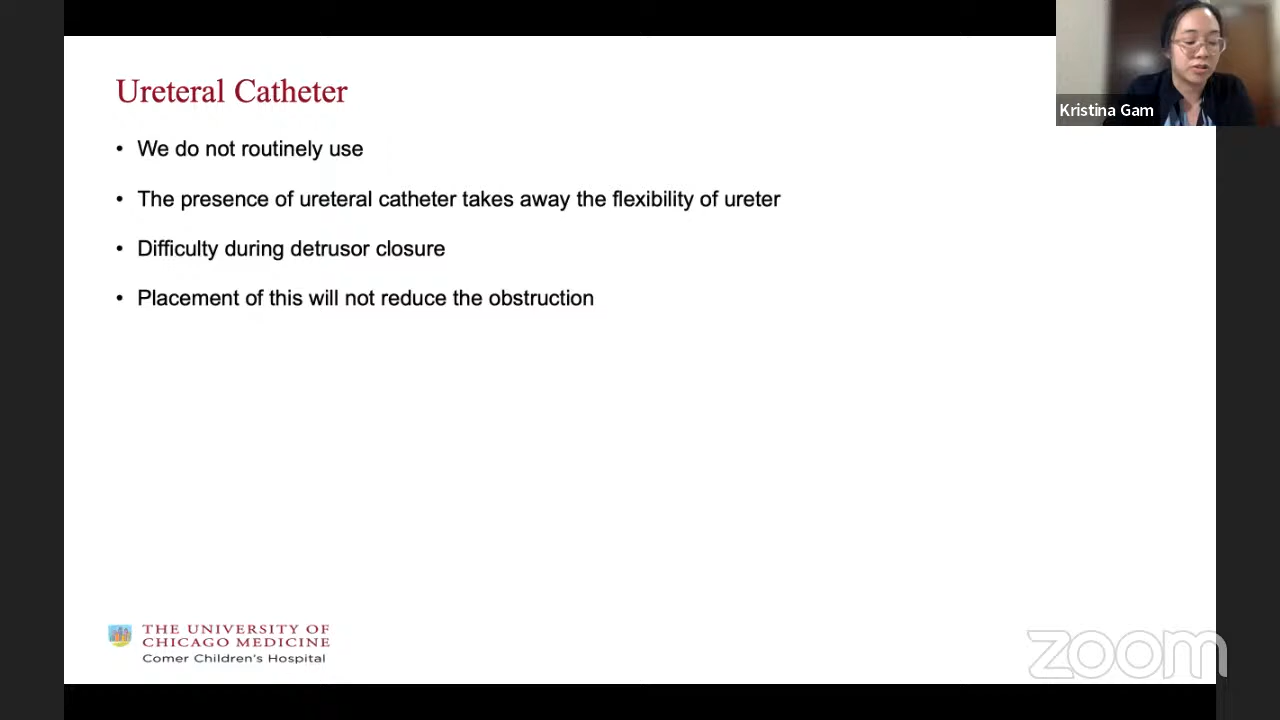 Ureteral Catheter
• We do not routinely use
• The presence of ureteral catheter takes away the flexibility of ureter
• Difficulty during detrusor closure
• Placement of this will not reduce the obstruction
Kristina Gam
THE UNIVERSITY OF
CHICAGO MEDICINE
Comer Children's Hospital
zoom